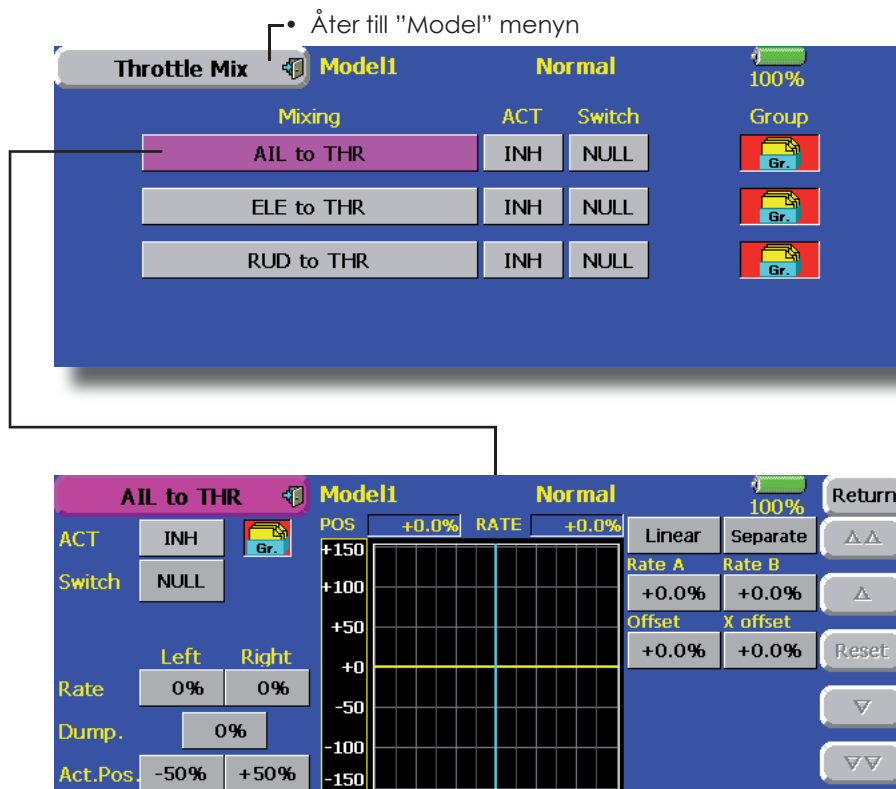 • Åter till ”Model” menyn
Throttle Mix Model1 Normal 100%
Mixing ACT Switch Group
AIL to THR INH NULL Gr.
ELE to THR INH NULL Gr.
RUD to THR INH NULL Gr.
AIL to THR Model1 Normal 100% Return
ACT INH Gr. POS +0.0% RATE +0.0% Linear Separate
Switch NULL
+150
+100
+50
+0
-50
-100
-150
Rate A Rate B
+0.0% +0.0%
Offset X offset
+0.0% +0.0% Reset
Left Right
Rate 0% 0%
Dump. 0%
Act.Pos. -50% +50%